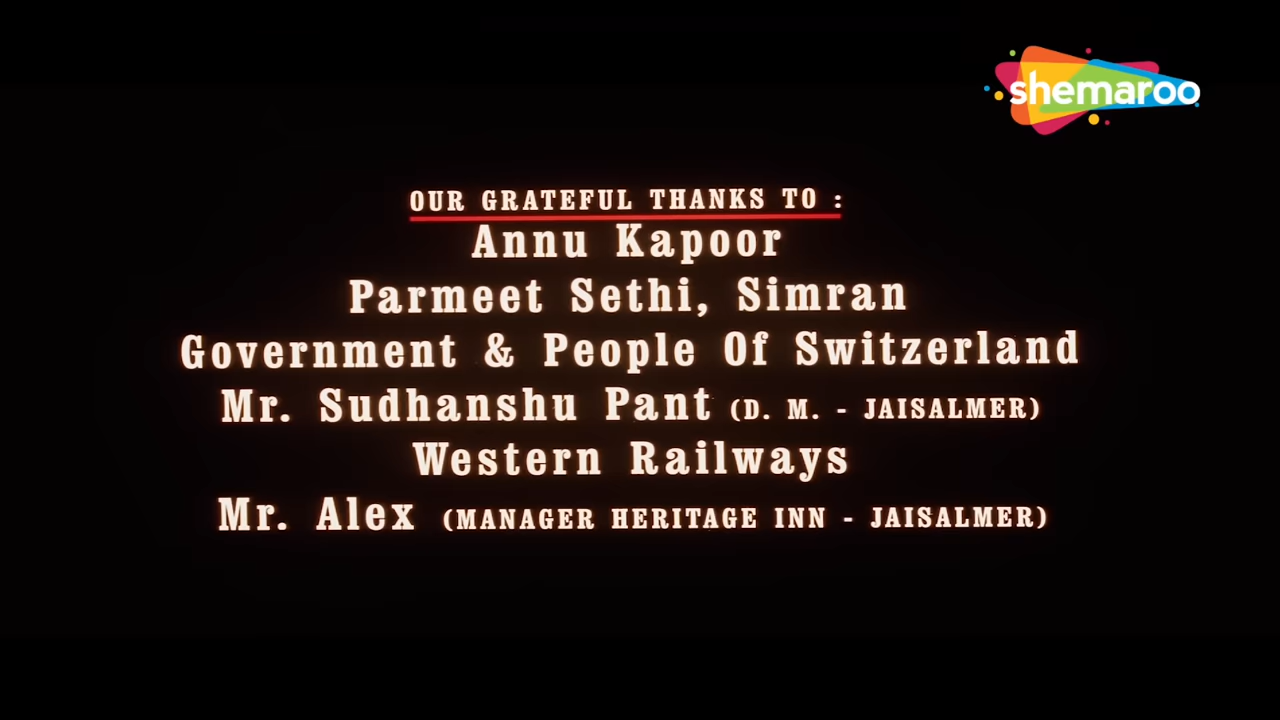 shemaroo
OUR GRATEFUL THANKS TO :
Annu Kapoor
Parmeet Sethi, Simran
Government & People Of Switzerland
Mr. Sudhanshu Pant (D. M. - JAISALMER)
Western Railways
Mr. Alex (MANAGER HERITAGE INN - JAISALMER)